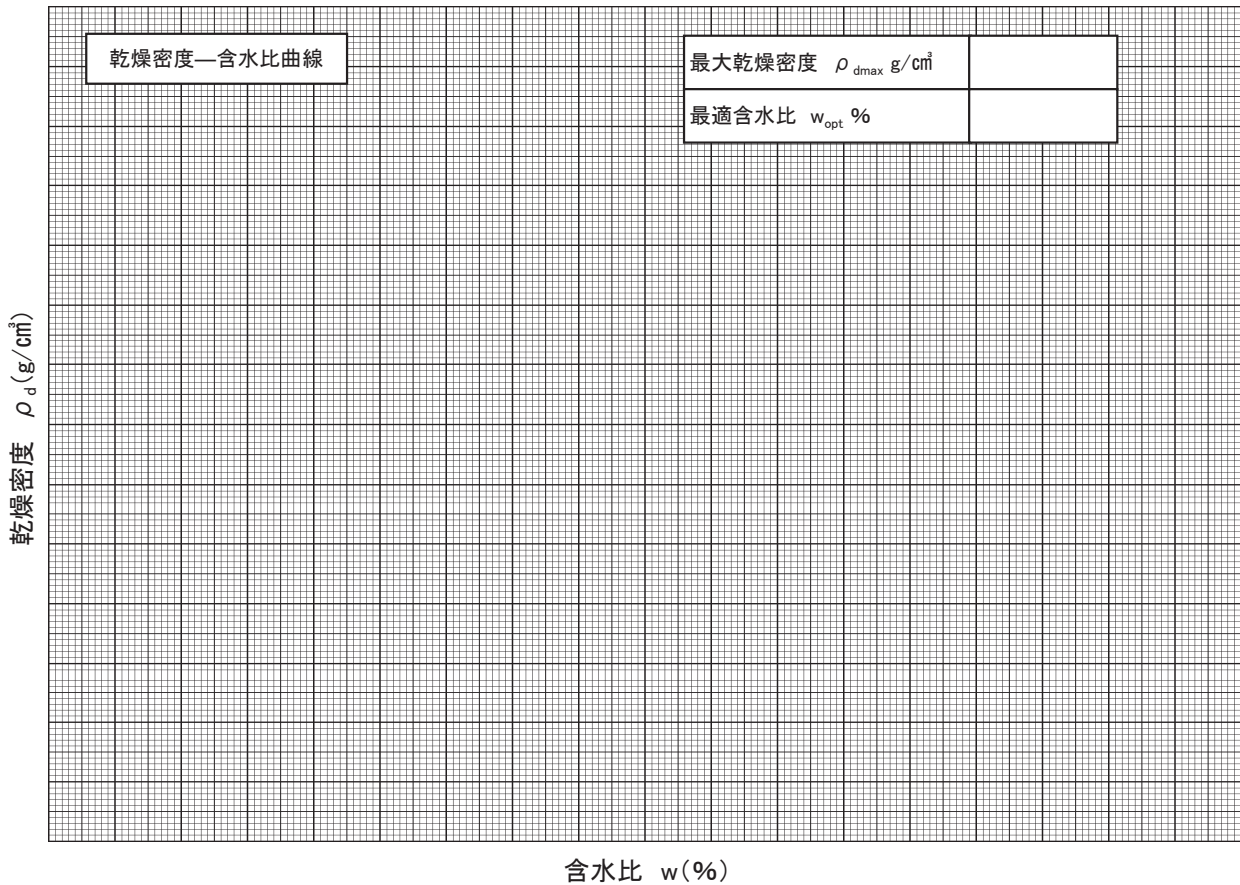 乾燥密度―含水比曲線
最大乾燥密度 ρdmax g/c㎥
最適含水比 wopt %
乾燥密度 ρd(g/c㎥)
含水比 w(%)